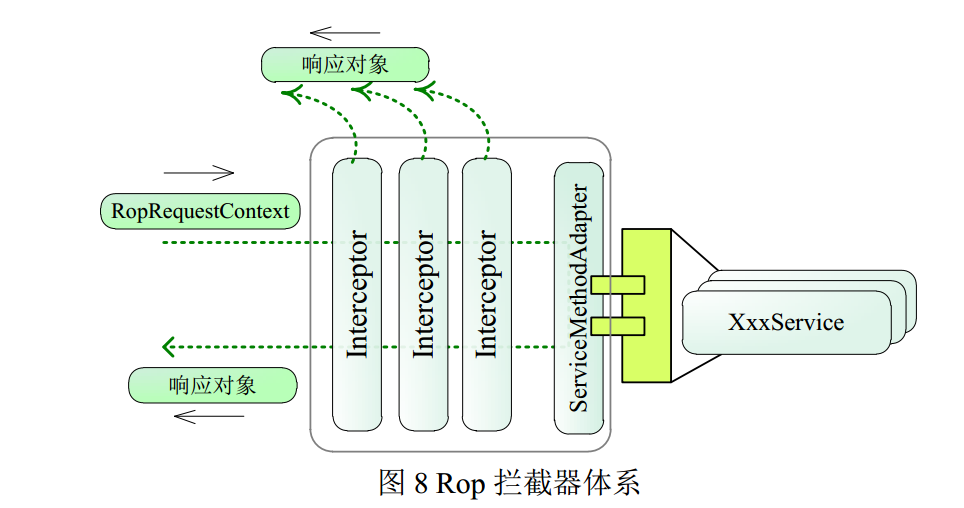 响应对象
RopRequestContext
Interceptor
Interceptor
Interceptor
ServiceMethodAdapter
XxxService
响应对象
图 8 Rop 拦截器体系